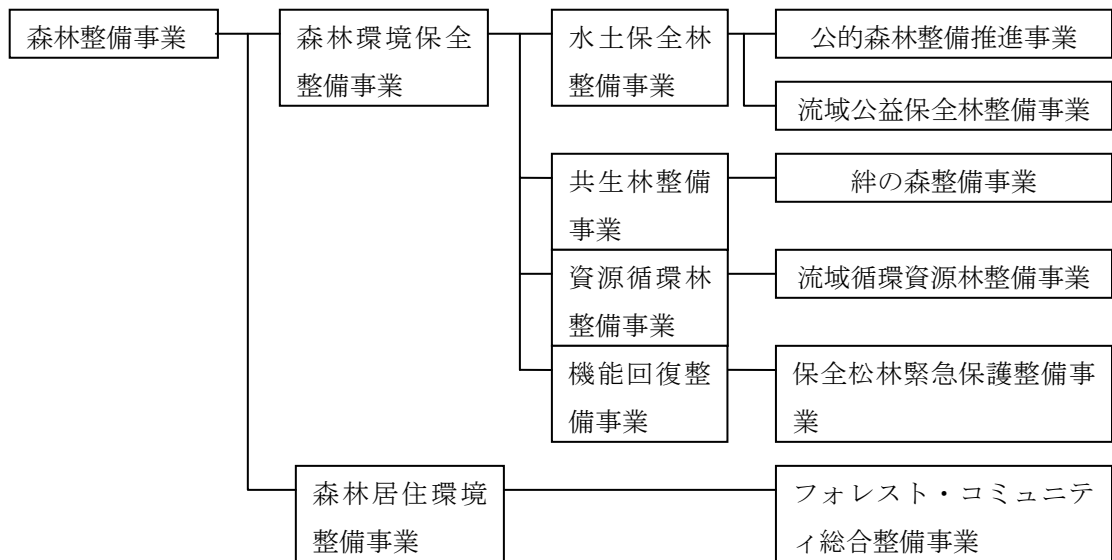 森林整備事業
森林環境保全
整備事業
水土保全林
整備事業
公的森林整備推進事業
流域公益保全林整備事業
共生林整備
事業
絆の森整備事業
資源循環林
整備事業
流域循環資源林整備事業
機能回復整
備事業
保全松林緊急保護整備事
業
森林居住環境
整備事業
フォレスト・コミュニテ
ィ総合整備事業